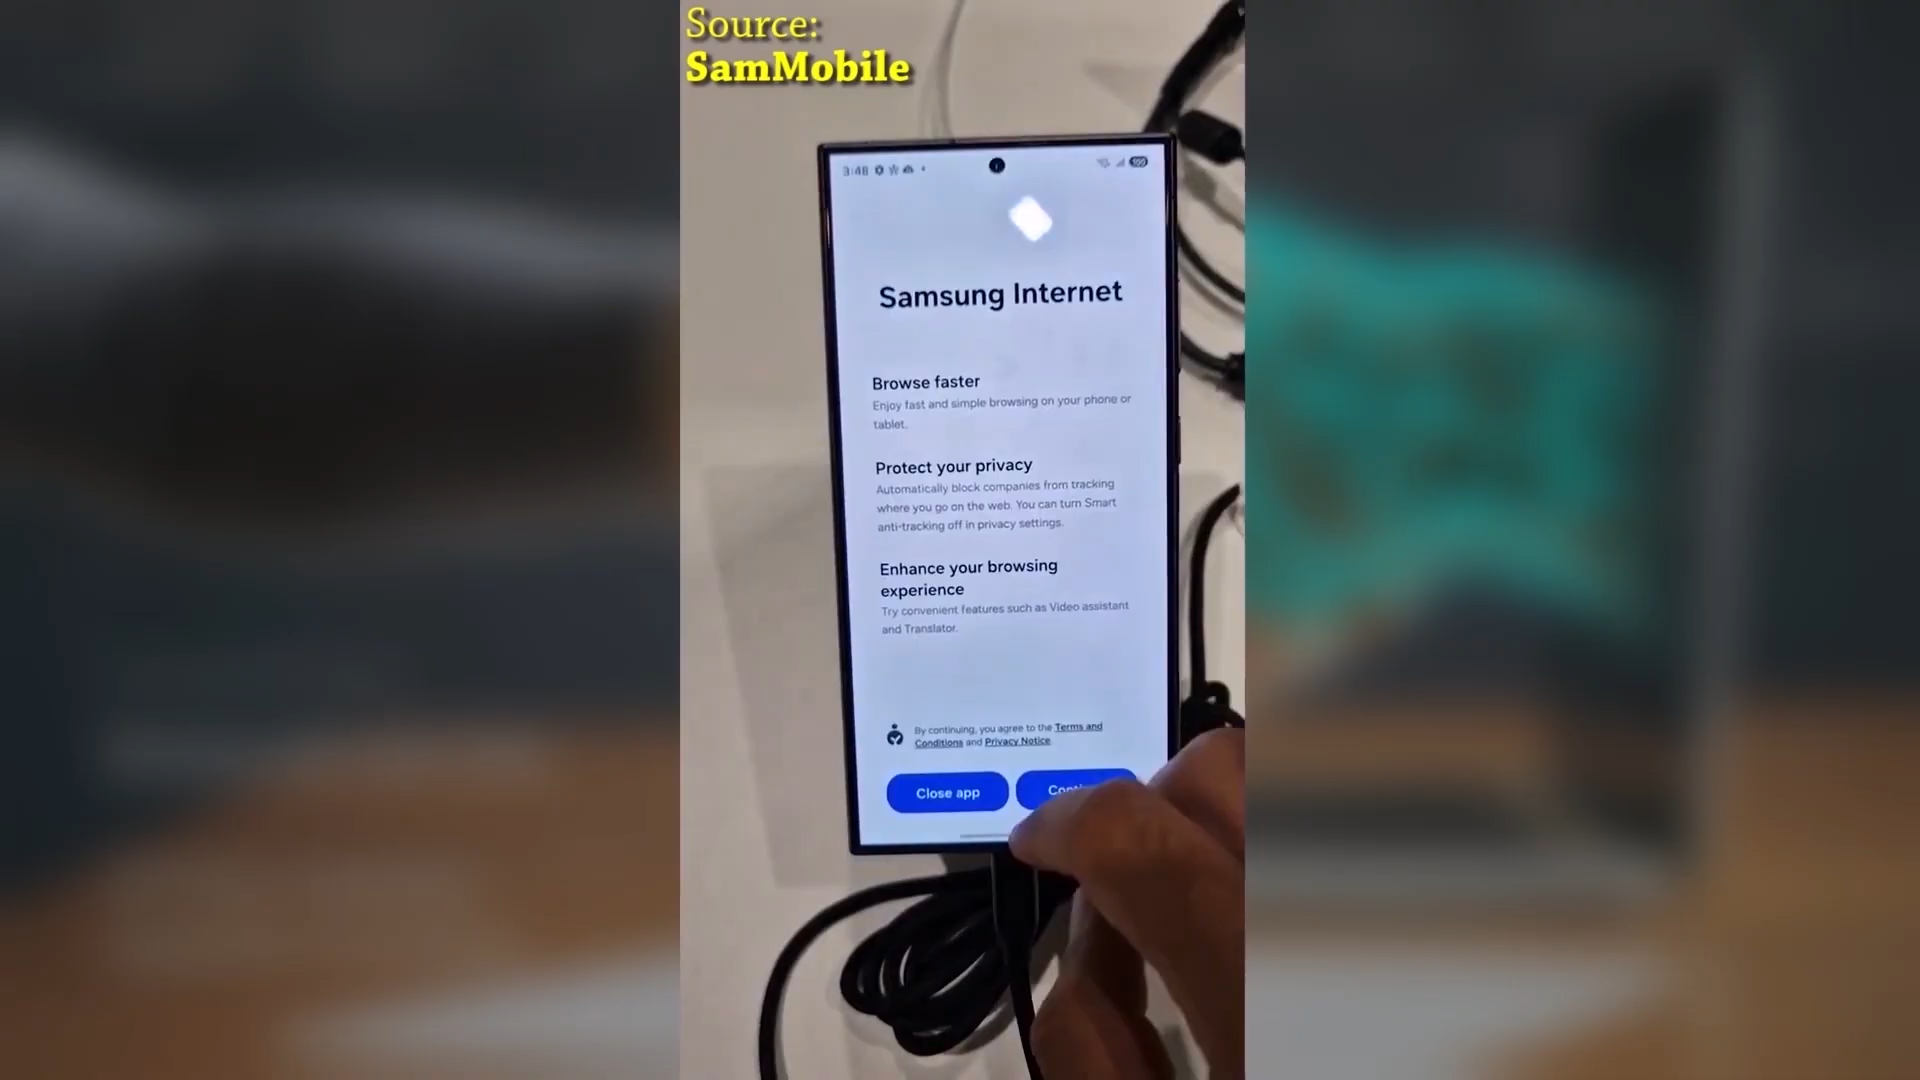 Source:
SamMobile
3:48
100
Samsung Internet
Browse faster
Enjoy fast and simple browsing on your phone or
tablet.
Protect your privacy
Automatically block companies from tracking
where you go on the web. You can turn Smart
anti-tracking off in privacy settings.
Enhance your browsing
experience
Try convenient features such as Video assistant
and Translator.
By continuing, you agree to the Terms and
Conditions and Privacy Notice.
Close app